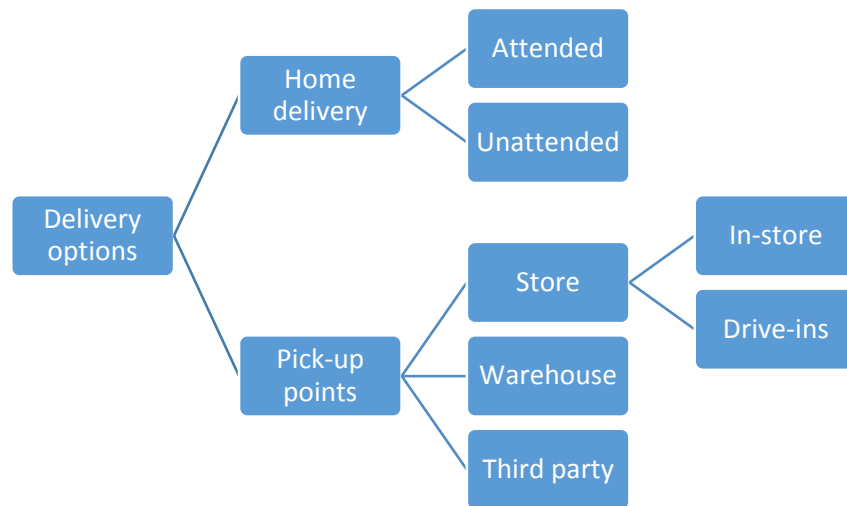 Delivery
options
Home
delivery
Attended
Unattended
Pick-up
points
Store
In-store
Drive-ins
Warehouse
Third party